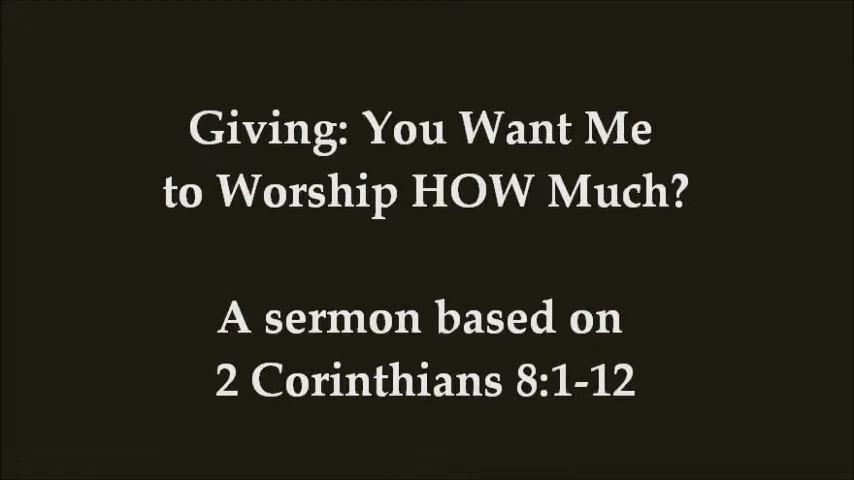 Giving: You Want Me
to Worship HOW Much?
A sermon based on
2 Corinthians 8:1-12